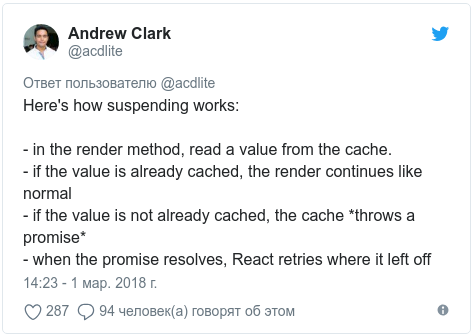 Andrew Clark
@acdlite
Ответ пользователю @acdlite
Here's how suspending works:
- in the render method, read a value from the cache.
- if the value is already cached, the render continues like
normal
- if the value is not already cached, the cache *throws a
promise*
- when the promise resolves, React retries where it left off
14:23 - 1 мар. 2018 г.
287 94 человек(а) говорят об этом